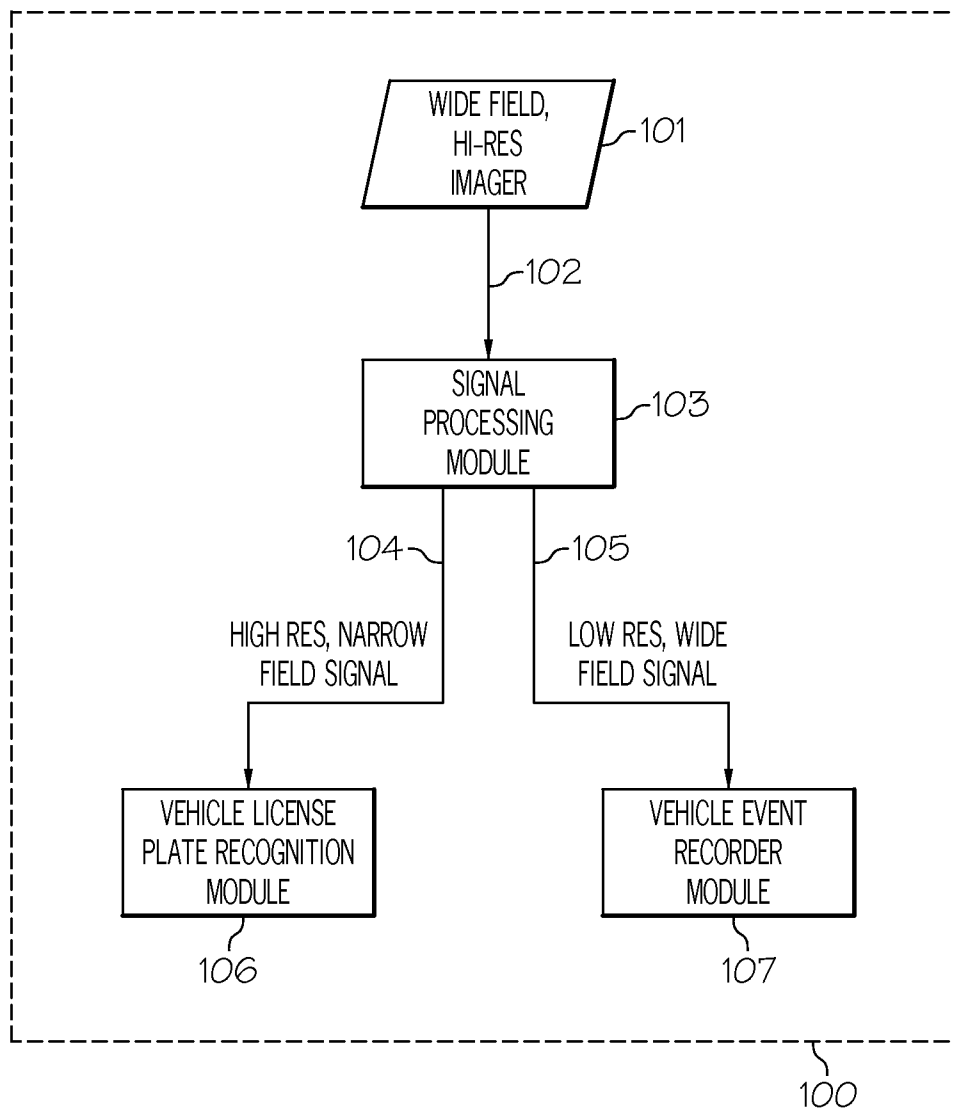 WIDE FIELD,
HI-RES
IMAGER
101
102
SIGNAL
PROCESSING
MODULE
103
104
105
HIGH RES, NARROW
FIELD SIGNAL
LOW RES, WIDE
FIELD SIGNAL
VEHICLE LICENSE
PLATE RECOGNITION
MODULE
VEHICLE EVENT
RECORDER
MODULE
106
107
100